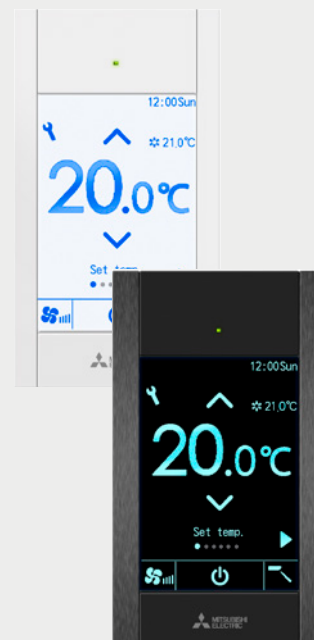 12:00Sun
21.0℃
20.0℃
Set temp.
12:00Sun
21.0℃
20.0℃
Set temp.
MITSUBISHI
ELECTRIC